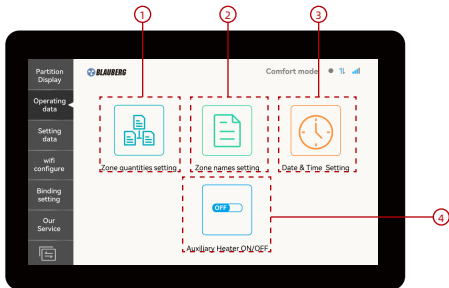 1
2
3
Partition
Display
BLAUBERG
Comfort mode
Operating
data
Setting
data
wifi
configure
Binding
setting
Our
Service
Zone quantities setting
Zone names setting
Date & Time Setting
OFF
Auxiliary Heater ON/OFF
4